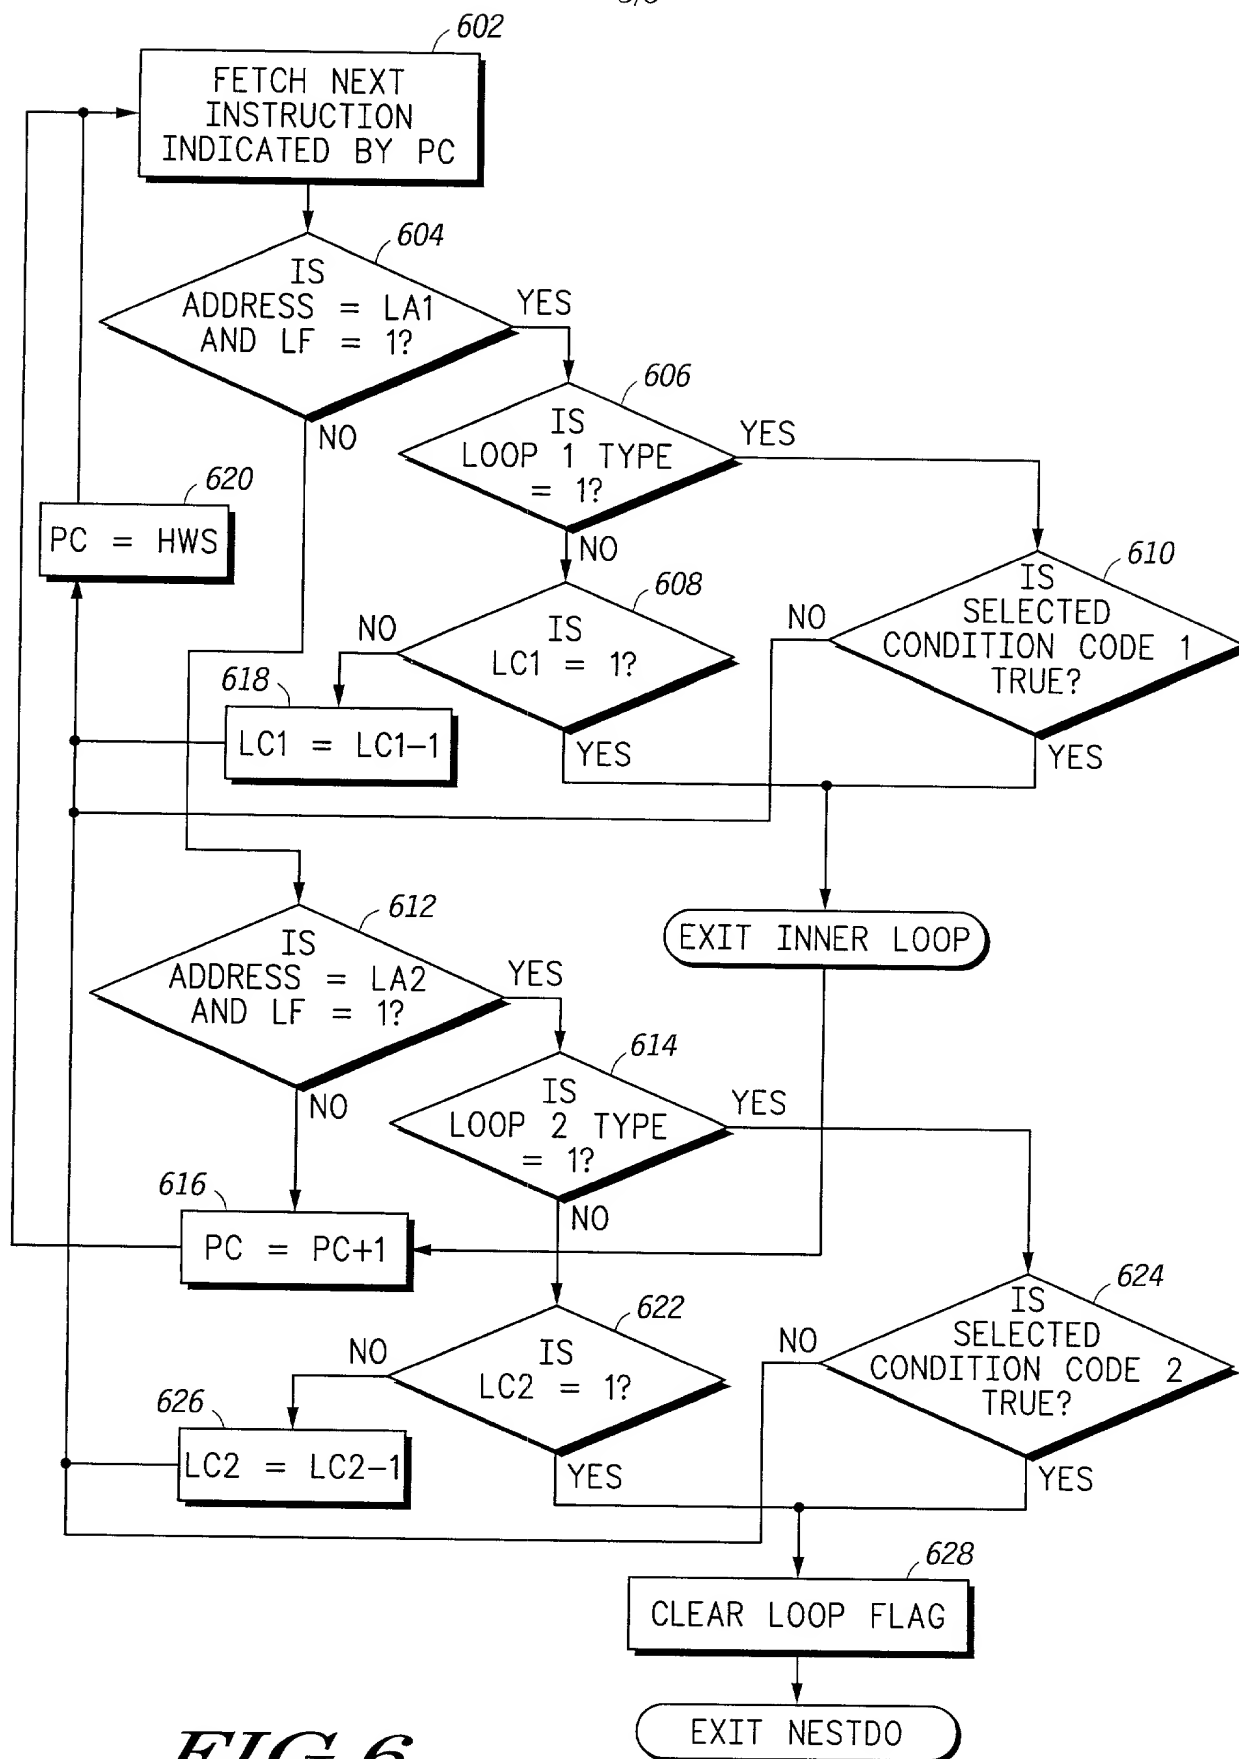 602
FETCH NEXT
INSTRUCTION
INDICATED BY PC
604
IS
ADDRESS = LA1
AND LF = 1?
YES
NO
606
IS
LOOP 1 TYPE
= 1?
YES
NO
620
PC = HWS
608
IS
LC1 = 1?
NO
YES
610
IS
SELECTED
CONDITION CODE 1
TRUE?
NO
YES
618
LC1 = LC1-1
612
IS
ADDRESS = LA2
AND LF = 1?
YES
NO
EXIT INNER LOOP
614
IS
LOOP 2 TYPE
= 1?
YES
NO
616
PC = PC+1
622
IS
LC2 = 1?
NO
YES
624
IS
SELECTED
CONDITION CODE 2
TRUE?
NO
YES
626
LC2 = LC2-1
628
CLEAR LOOP FLAG
EXIT NESTDO
FIG.6